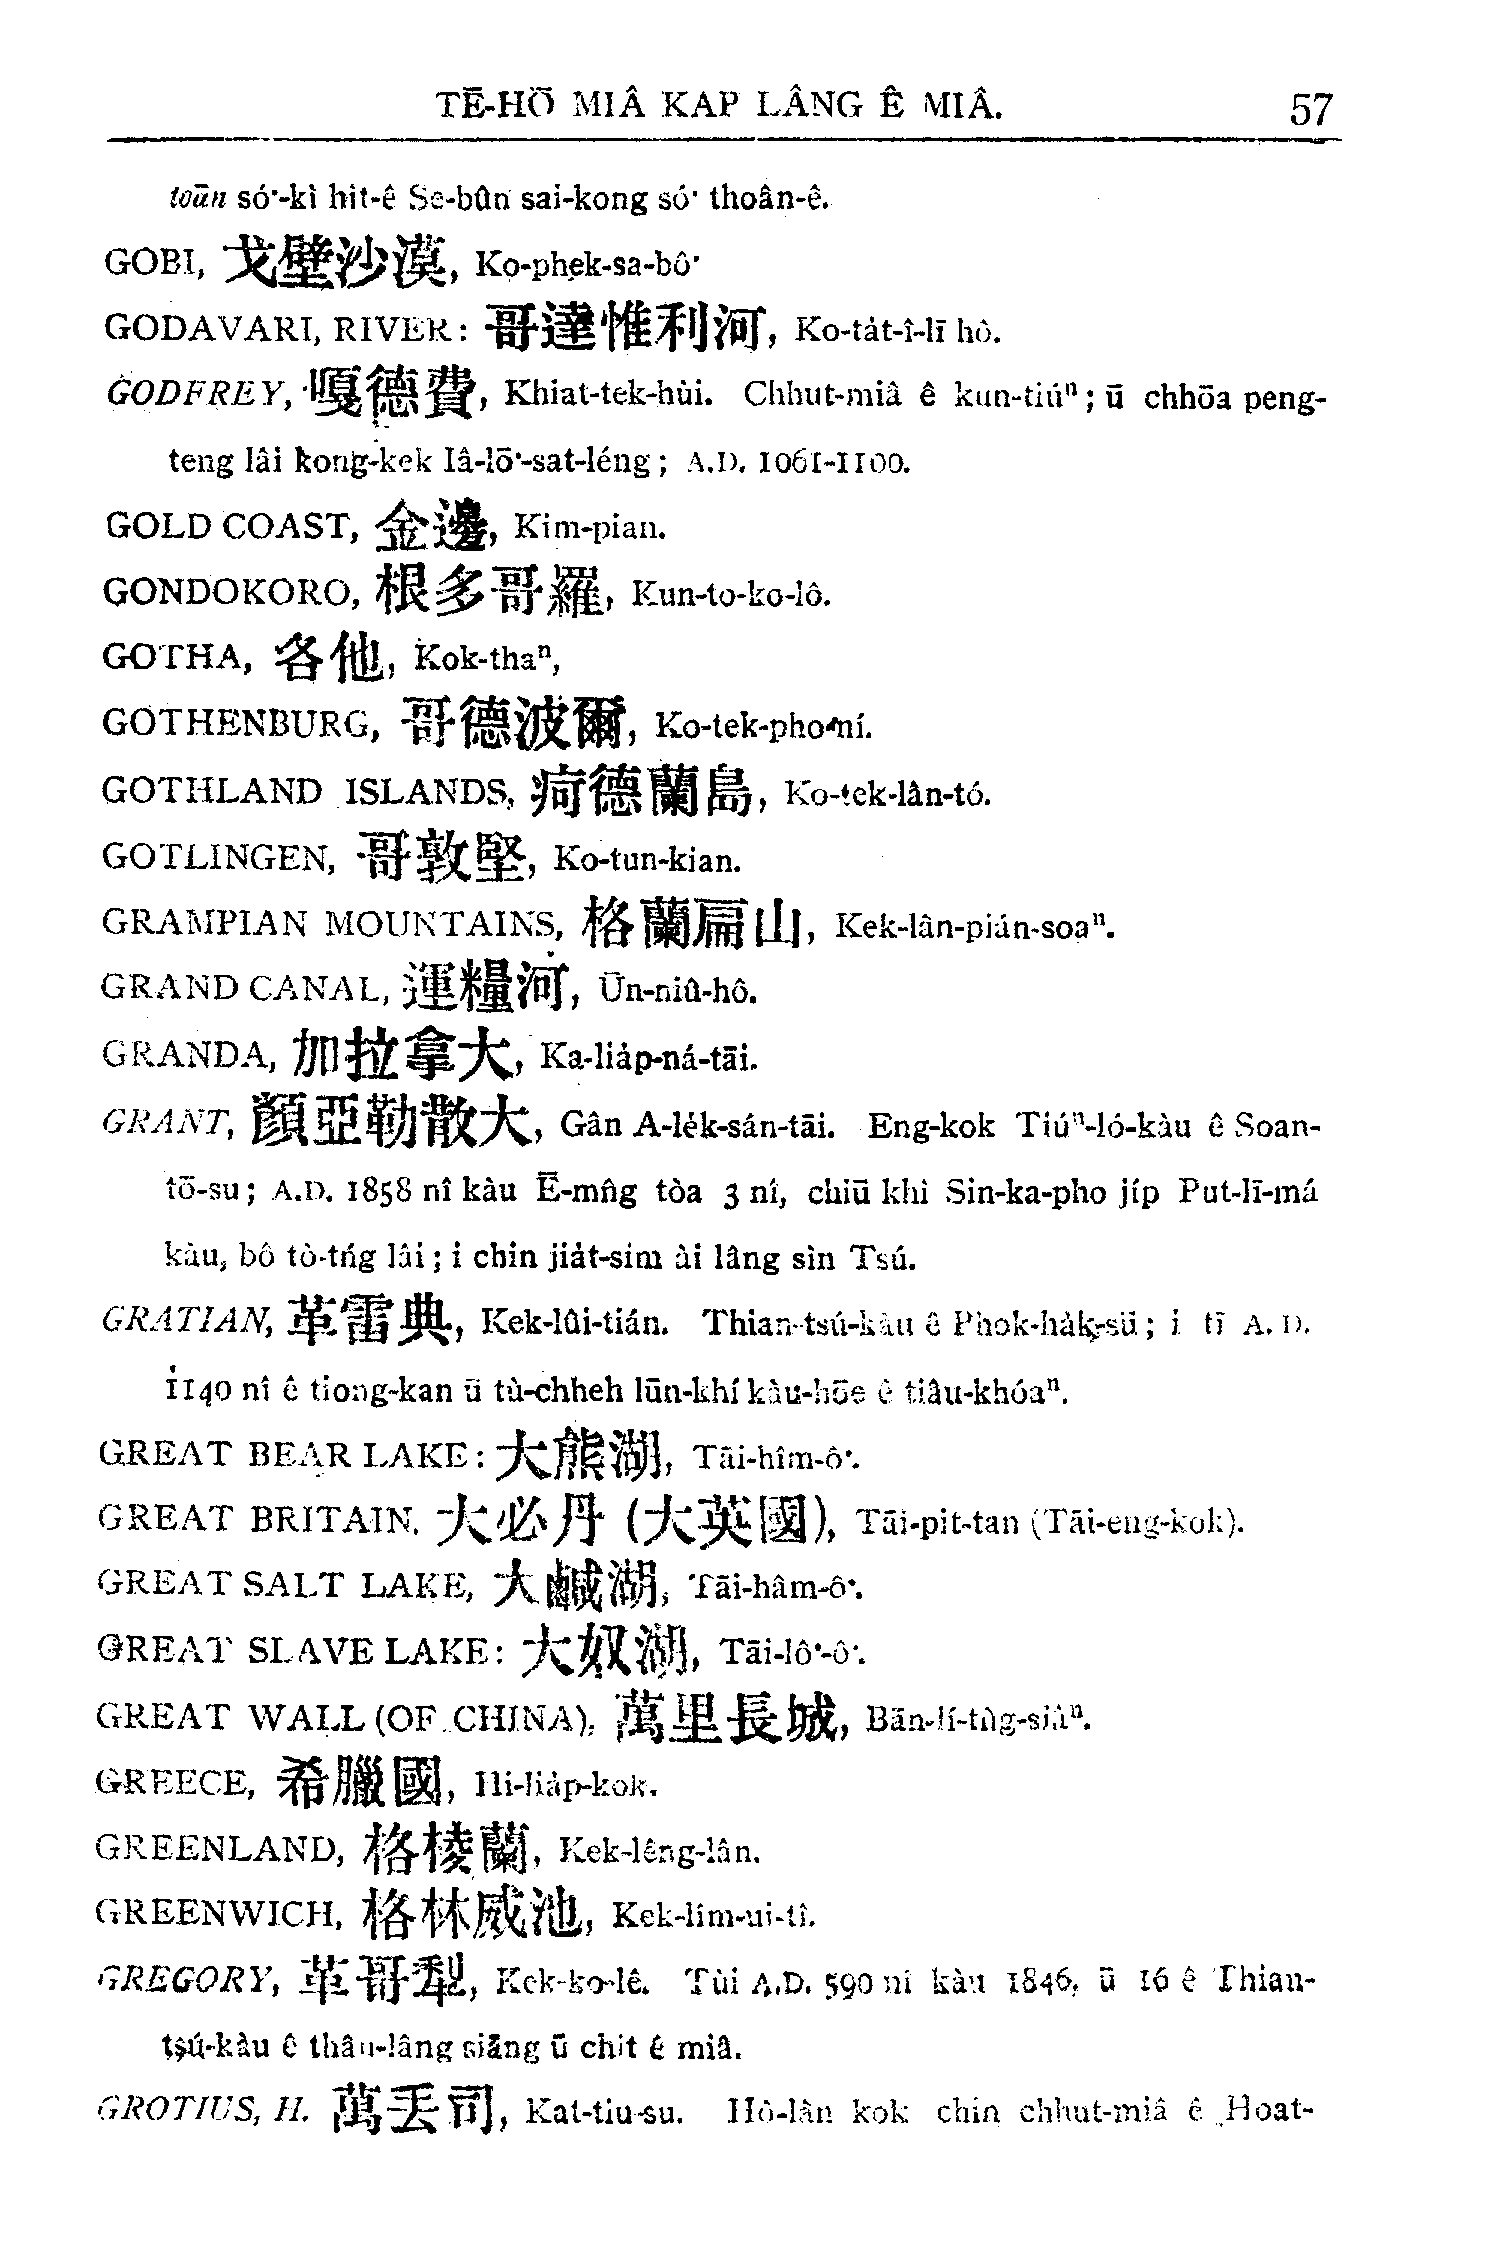 TĒ-HŌ MIÂ KAP LÂNG Ê MIÂ. 57
toān só͘-kì hit-ê Se-bûn sai-kong só͘ thoân-ê.
GOBI, 戈壁沙漠, Ko-phek-sa-bô͘
GODAVARI, RIVER: 哥達惟利河, Ko-ta̍t-î-lī hô.
GODFREY, 嘎德費, Khiat-tek-hùi. Chhut-miâ ê kun-tiúⁿ; ū chhōa peng-
teng lâi kong-kek Iâ-lō͘-sat-léng; A.D. 1061-1100.
GOLD COAST, 金邊, Kim-pian.
GONDOKORO, 根多哥羅, Kun-to-ko-lô.
GOTHA, 各他, Kok-thaⁿ,
GOTHENBURG, 哥德波爾, Ko-tek-pho-ní.
GOTHLAND ISLANDS, 疴德蘭島, Ko-tek-lân-tó.
GOTLINGEN, 哥敦堅, Ko-tun-kian.
GRAMPIAN MOUNTAINS, 格蘭扁山, Kek-lân-pián-soaⁿ.
GRAND CANAL, 運糧河, Ūn-niû-hô.
GRANDA, 加拉拿大, Ka-lia̍p-ná-tāi.
GRANT, 顏亞勒散大, Gân A-le̍k-sán-tāi. Eng-kok Tiúⁿ-ló-kàu ê Soan-
tō-su; A.D. 1858 nî kàu Ē-mn̂g tòa 3 nî, chiū khì Sin-ka-pho ji̍p Put-lī-má
kàu, bô tò-tńg lâi; i chin jia̍t-sim ài lâng sìn Tsú.
GRATIAN, 革雷典, Kek-lûi-tián. Thian-tsú-kàu ê Phok-ha̍k-sū; i tī A.D.
1140 nî ê tiong-kan ū tù-chheh lūn-khí kàu-hōe ê tiâu-khóaⁿ.
GREAT BEAR LAKE: 大熊湖, Tāi-hîm-ô͘.
GREAT BRITAIN, 大必丹 (大英國), Tāi-pit-tan (Tāi-eng-kok).
GREAT SALT LAKE, 大鹹湖, Tāi-hâm-ô͘.
GREAT SLAVE LAKE: 大奴湖, Tāi-lô͘-ô͘.
GREAT WALL (OF CHINA), 萬里長城, Bān-lí-tn̂g-siâⁿ.
GREECE, 希臘國, Hi-lia̍p-kok.
GREENLAND, 格棱蘭, Kek-lêng-lân.
GREENWICH, 格林威池, Kek-lîm-ui-tî.
GREGORY, 革哥犁, Kek-ko-lê. Tùi A.D. 590 nî kàu 1846, ū 16 ê Thian-
tsú-kàu ê thâu-lâng siāng ū chit ê miâ.
GROTIUS, H. 萬丟司, Kat-tiu-su. Hô-lân kok chin chhut-miâ ê Hoat-